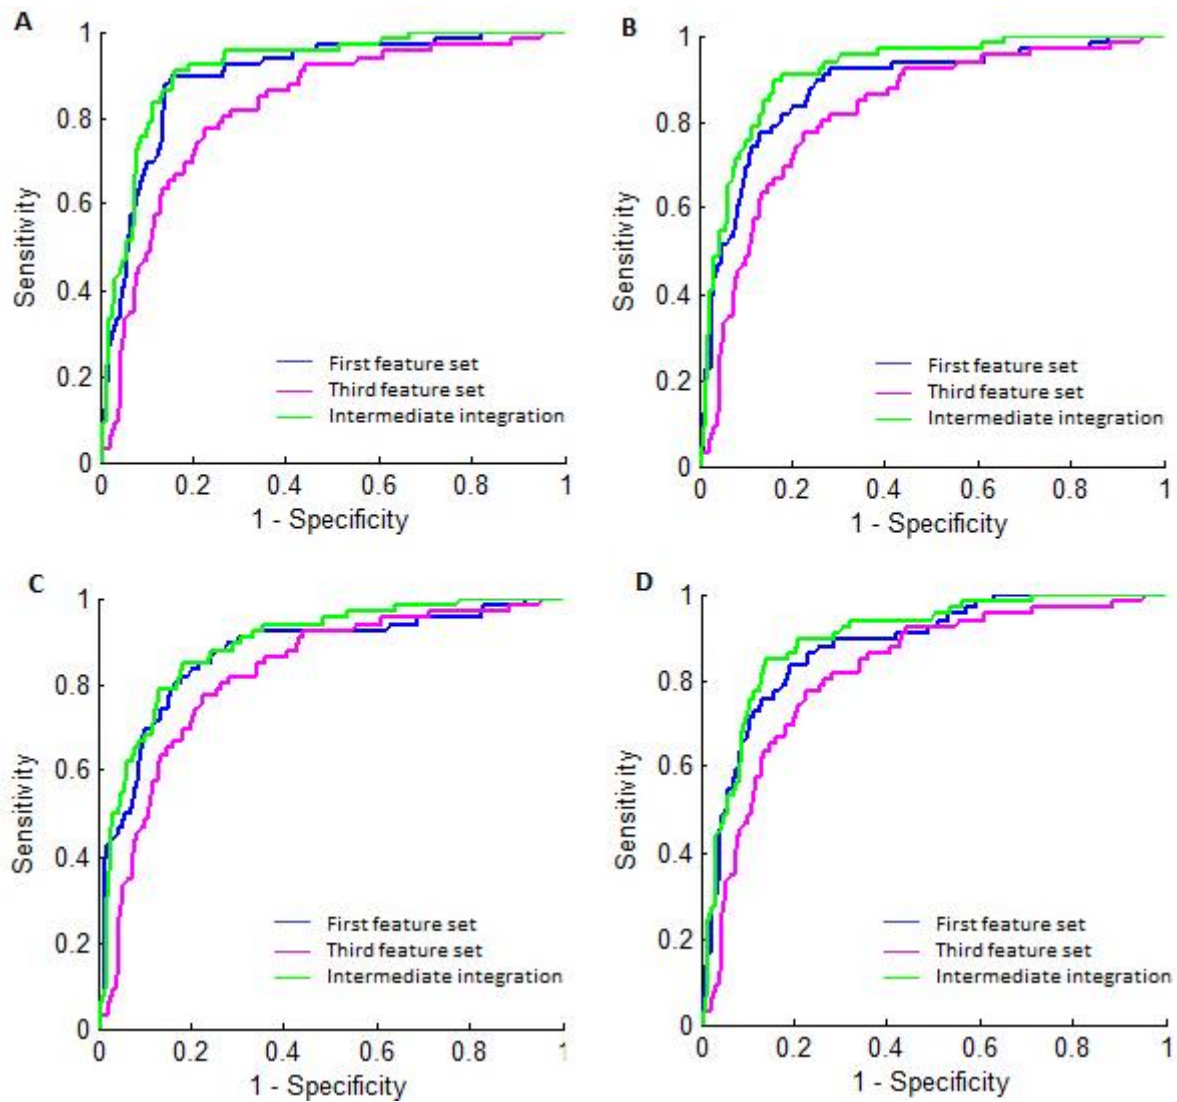 A
Sensitivity
1
0.8
0.6
0.4
0.2
0
First feature set
Third feature set
Intermediate integration
0 0.2 0.4 0.6 0.8 1
1 - Specificity
B
Sensitivity
1
0.8
0.6
0.4
0.2
0
First feature set
Third feature set
Intermediate integration
0 0.2 0.4 0.6 0.8 1
1 - Specificity
C
Sensitivity
1
0.8
0.6
0.4
0.2
0
First feature set
Third feature set
Intermediate integration
0 0.2 0.4 0.6 0.8 1
1 - Specificity
D
Sensitivity
1
0.8
0.6
0.4
0.2
0
First feature set
Third feature set
Intermediate integration
0 0.2 0.4 0.6 0.8 1
1 - Specificity